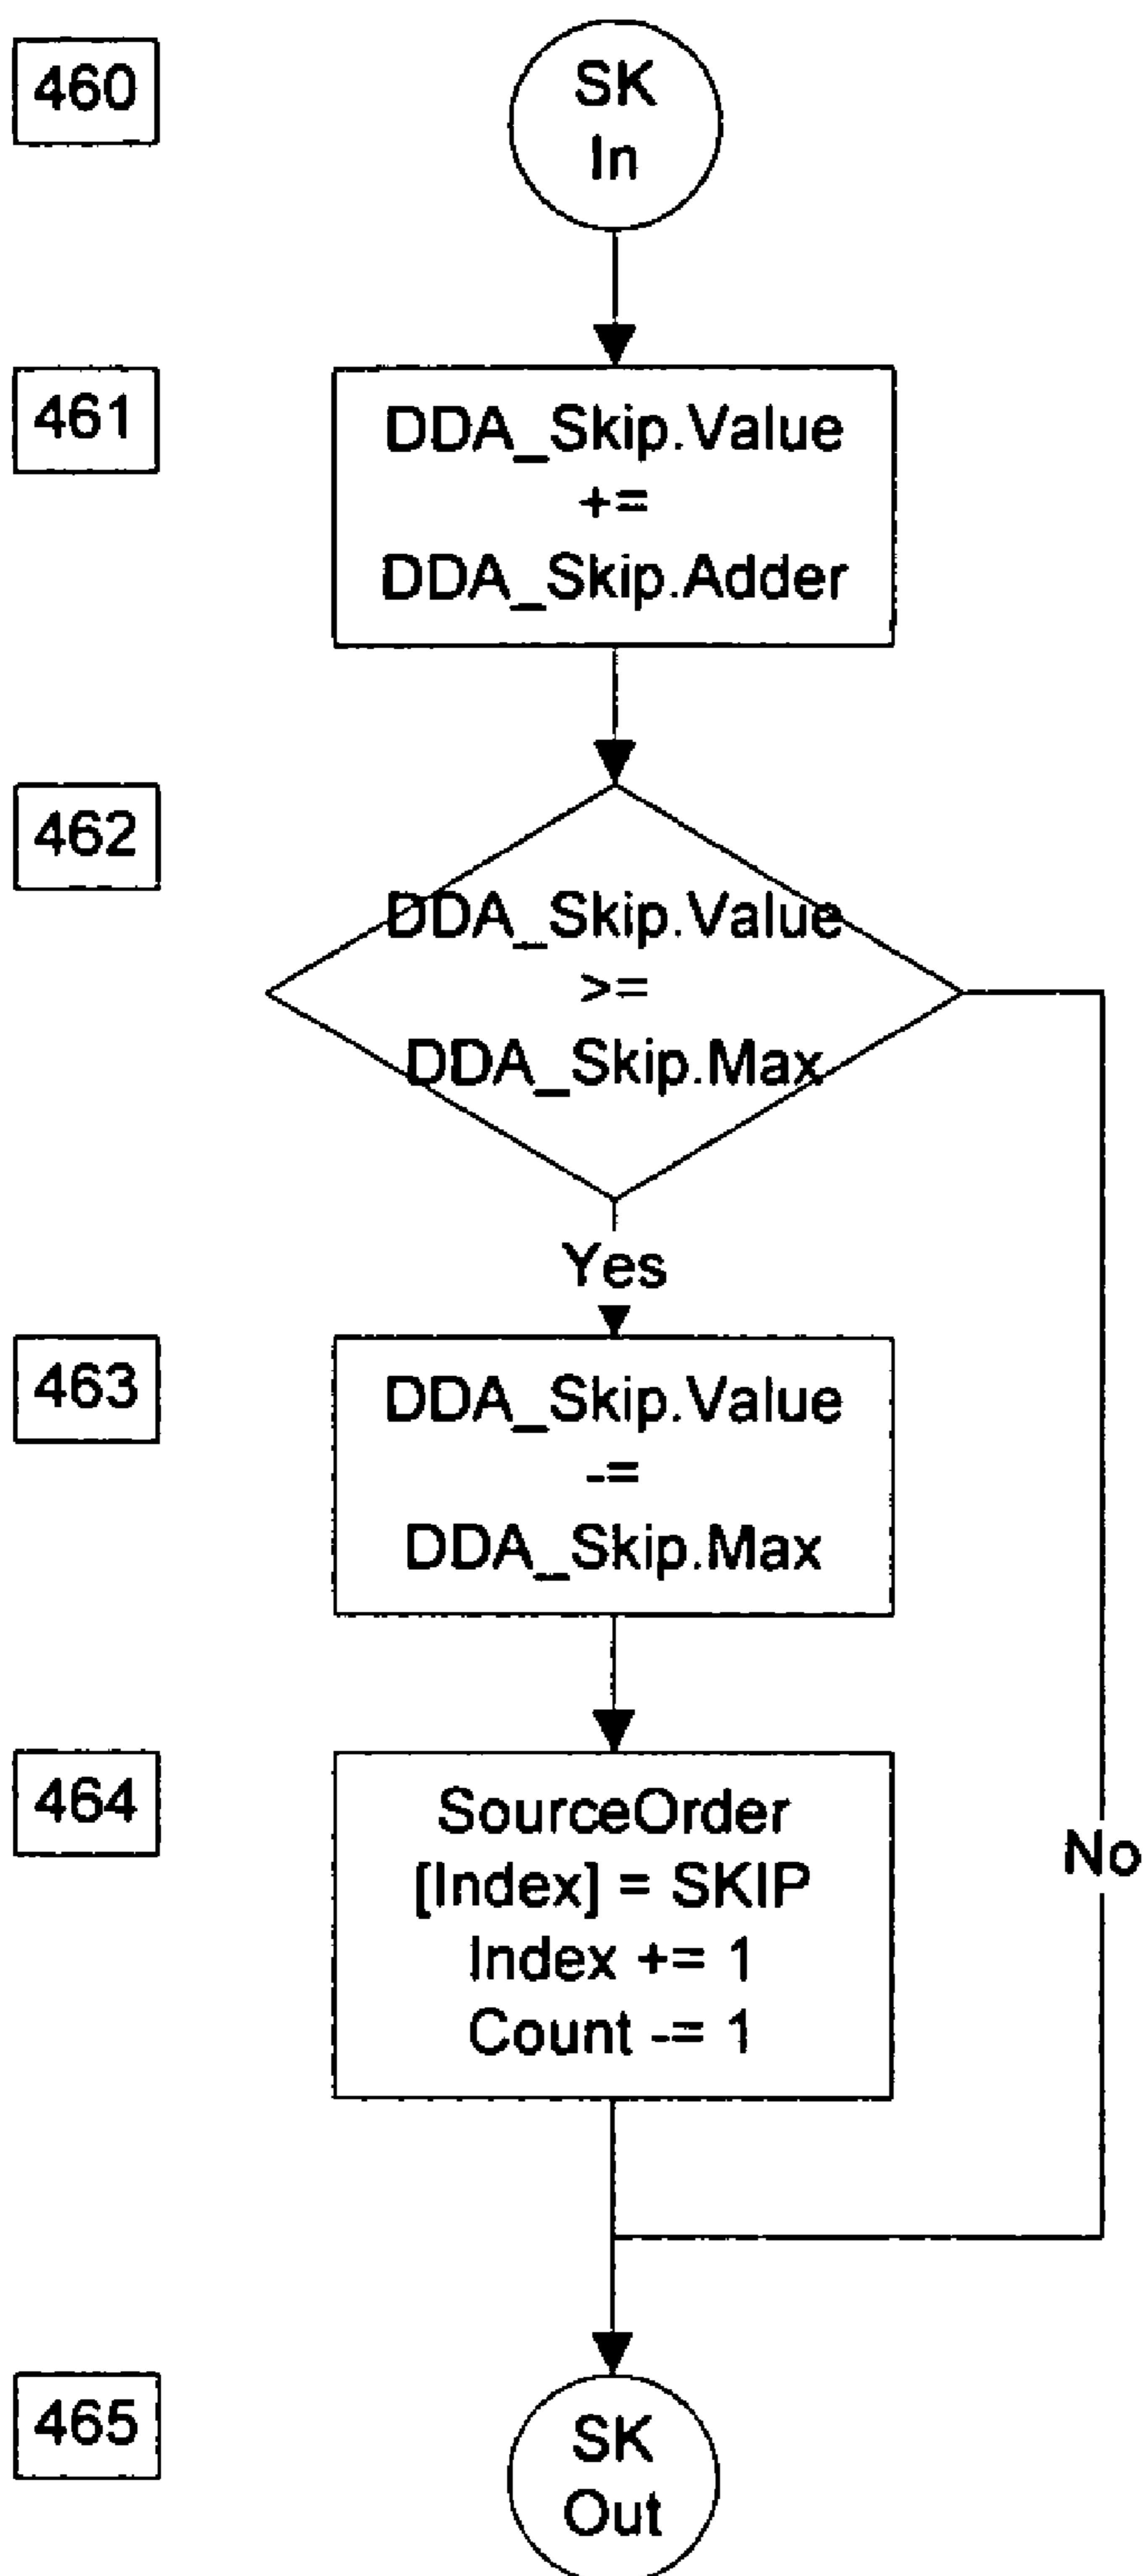 460
SK
In
461
DDA_Skip.Value
+=
DDA_Skip.Adder
462
DDA_Skip.Value
>=
DDA_Skip.Max
Yes
463
DDA_Skip.Value
-=
DDA_Skip.Max
464
SourceOrder
[Index] = SKIP
Index += 1
Count -= 1
No
465
SK
Out